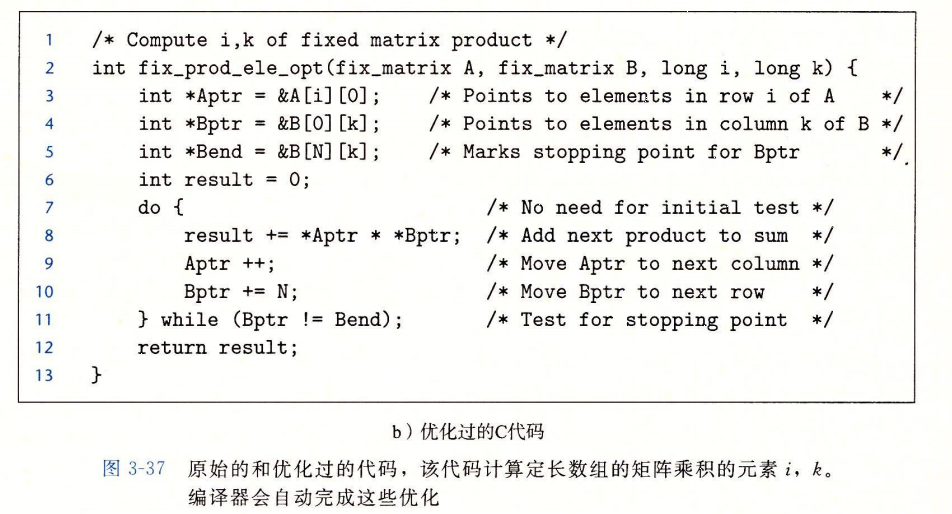 1 /* Compute i,k of fixed matrix product */
2 int fix_prod_ele_opt(fix_matrix A, fix_matrix B, long i, long k) {
3 int *Aptr = &A[i][0]; /* Points to elements in row i of A */
4 int *Bptr = &B[0][k]; /* Points to elements in column k of B */
5 int *Bend = &B[N][k]; /* Marks stopping point for Bptr */
6 int result = 0;
7 do { /* No need for initial test */
8 result += *Aptr * *Bptr; /* Add next product to sum */
9 Aptr ++; /* Move Aptr to next column */
10 Bptr += N; /* Move Bptr to next row */
11 } while (Bptr != Bend); /* Test for stopping point */
12 return result;
13 }
b）优化过的C代码
图 3-37 原始的和优化过的代码，该代码计算定长数组的矩阵乘积的元素 i，k。
编译器会自动完成这些优化